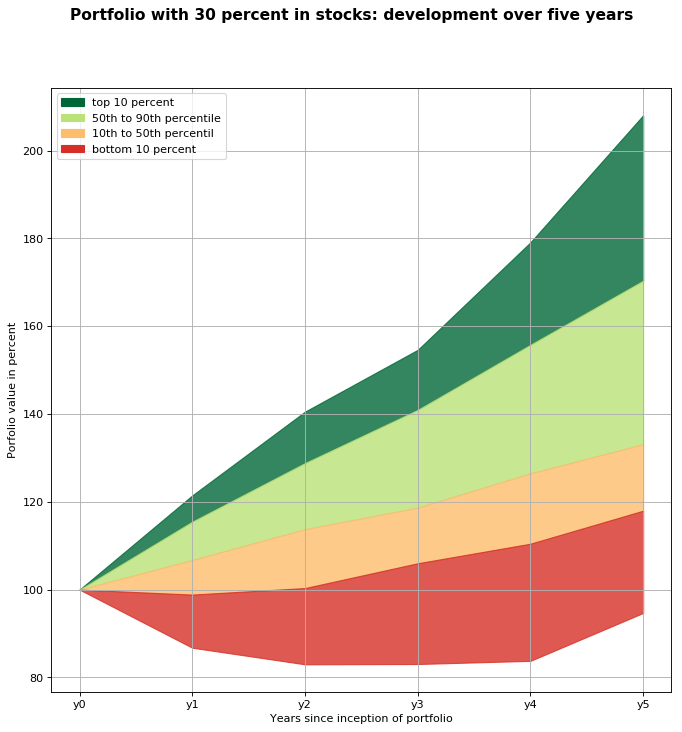 Portfolio with 30 percent in stocks: development over five years
top 10 percent
50th to 90th percentile
10th to 50th percentil
bottom 10 percent
200
180
160
140
120
100
80
Porfolio value in percent
y0 y1 y2 y3 y4 y5
Years since inception of portfolio